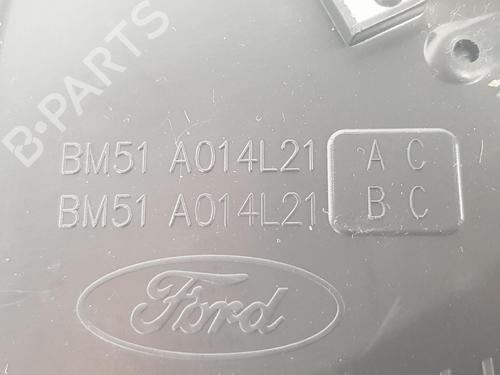 B-PARTS
BM51 A014L21 A C
BM51 A014L21 B C
Ford